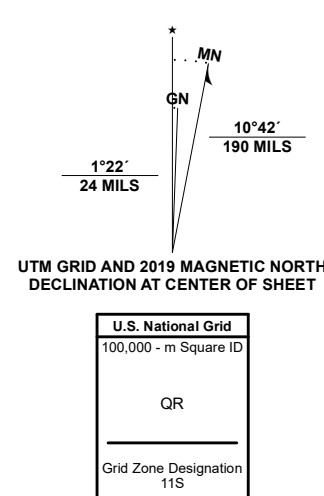 ★
MN
GN
10°42´
190 MILS
1°22´
24 MILS
UTM GRID AND 2019 MAGNETIC NORTH
DECLINATION AT CENTER OF SHEET
U.S. National Grid
100,000 - m Square ID
QR
Grid Zone Designation
11S